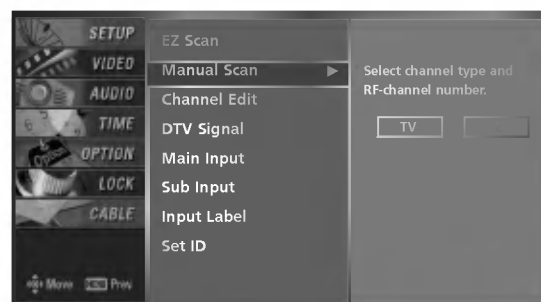 SETUP
VIDEO
AUDIO
TIME
OPTION
LOCK
CABLE
Move Prev
EZ Scan
Manual Scan
Channel Edit
DTV Signal
Main Input
Sub Input
Input Label
Set ID
Select channel type and
RF-channel number.
TV